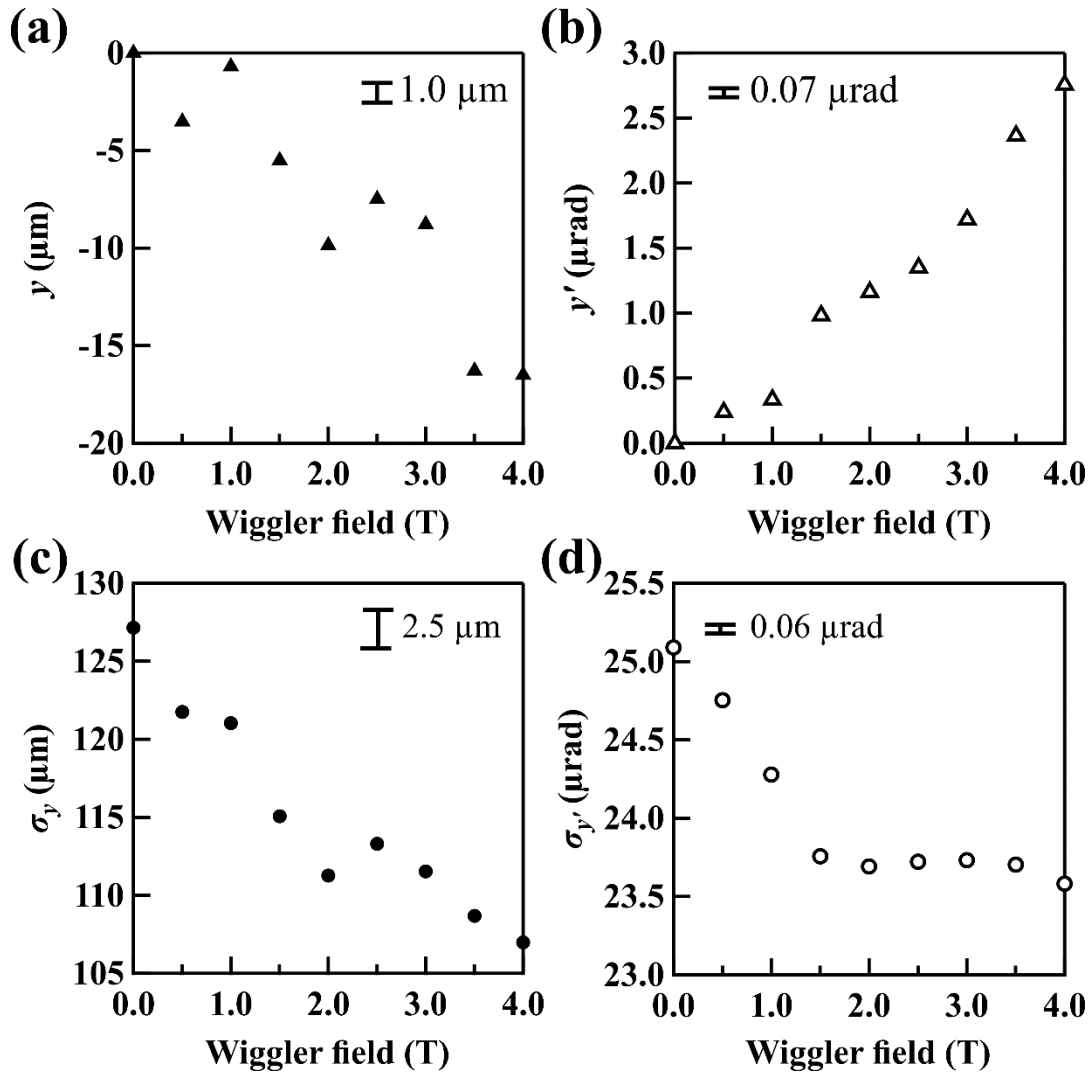 (a)
0
-5
-10
-15
-20
y (µm)
1.0 µm
0.0 1.0 2.0 3.0 4.0
Wiggler field (T)
(b)
3.0
2.5
2.0
1.5
1.0
0.5
0.0
y′ (µrad)
0.07 µrad
0.0 1.0 2.0 3.0 4.0
Wiggler field (T)
(c)
130
125
120
115
110
105
σy (µm)
2.5 µm
0.0 1.0 2.0 3.0 4.0
Wiggler field (T)
(d)
25.5
25.0
24.5
24.0
23.5
23.0
σy′ (µrad)
0.06 µrad
0.0 1.0 2.0 3.0 4.0
Wiggler field (T)